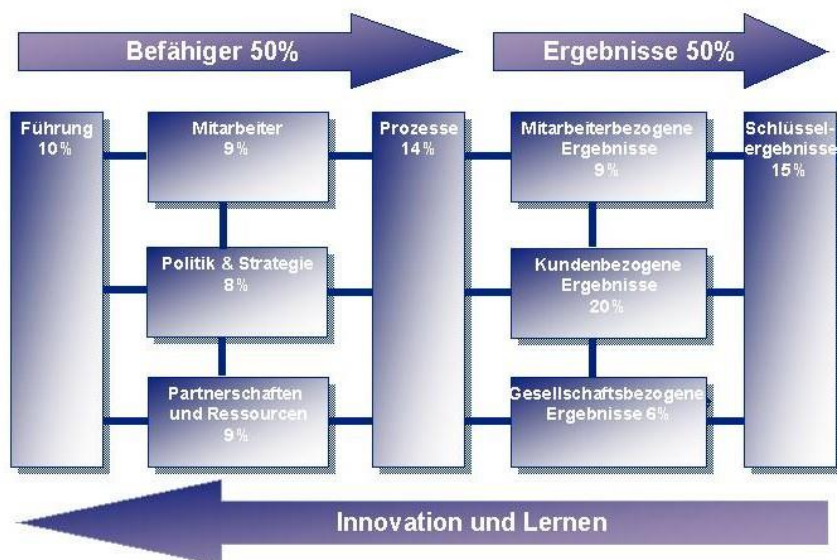 Befähiger 50%
Ergebnisse 50%
Führung
10%
Mitarbeiter
9%
Politik & Strategie
8%
Partnerschaften
und Ressourcen
9%
Prozesse
14%
Mitarbeiterbezogene
Ergebnisse
9%
Kundenbezogene
Ergebnisse
20%
Gesellschaftsbezogene
Ergebnisse 6%
Schlüssel-
ergebnisse
15%
Innovation und Lernen